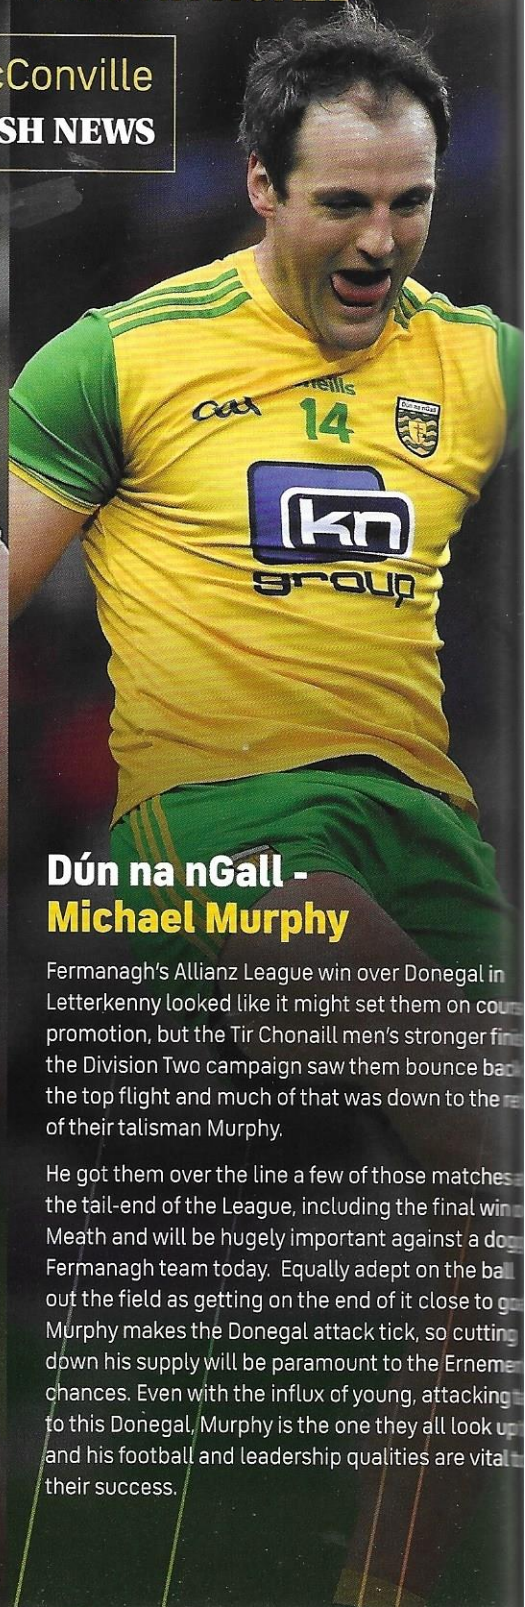 Conville
SH NEWS
GAA
neills
14
Dún na nGall
kn
group
Dún na nGall -
Michael Murphy
Fermanagh's Allianz League win over Donegal in
Letterkenny looked like it might set them on
promotion, but the Tir Chonaill men's stronger
the Division Two campaign saw them bounce
the top flight and much of that was down to the
of their talisman Murphy.
He got them over the line a few of those matches
the tail-end of the League, including the final win
Meath and will be hugely important against a
Fermanagh team today. Equally adept on the ball
out the field as getting on the end of it close to
Murphy makes the Donegal attack tick, so cutting
down his supply will be paramount to the
chances. Even with the influx of young, attacking
to this Donegal, Murphy is the one they all look up
and his football and leadership qualities are vital
their success.